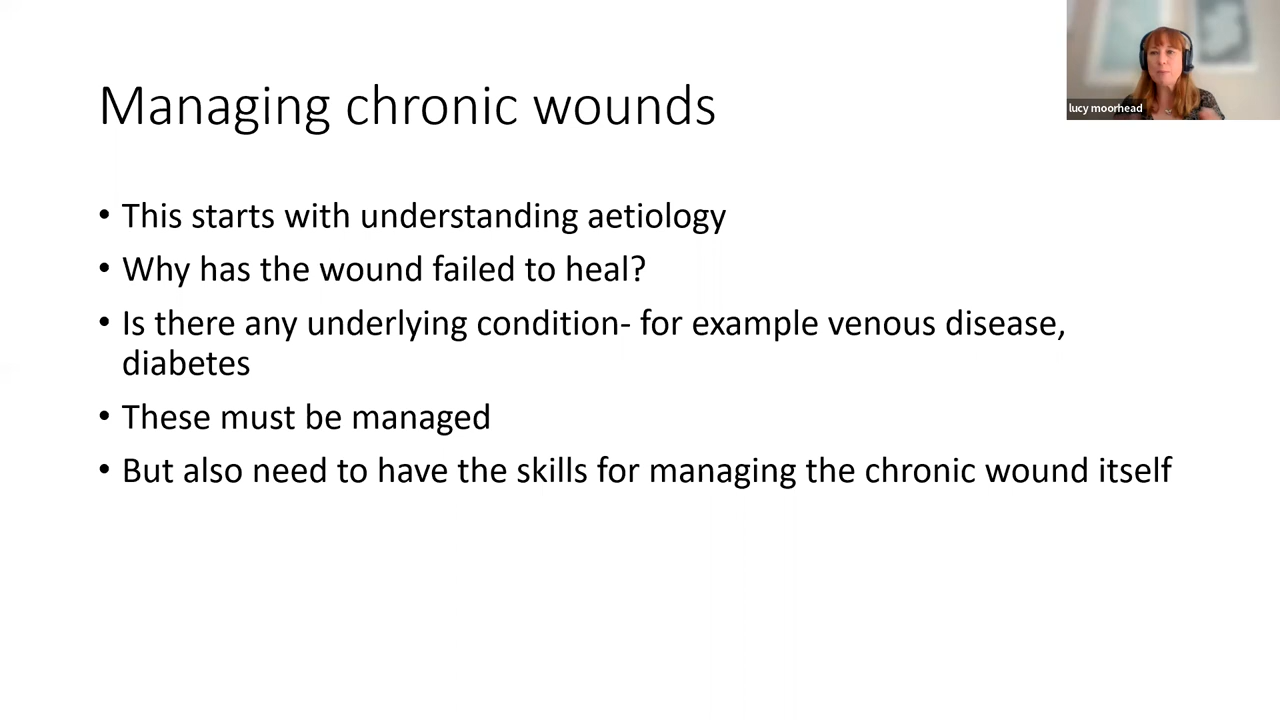 Managing chronic wounds
lucy moorhead
• This starts with understanding aetiology
• Why has the wound failed to heal?
• Is there any underlying condition- for example venous disease,
diabetes
• These must be managed
• But also need to have the skills for managing the chronic wound itself